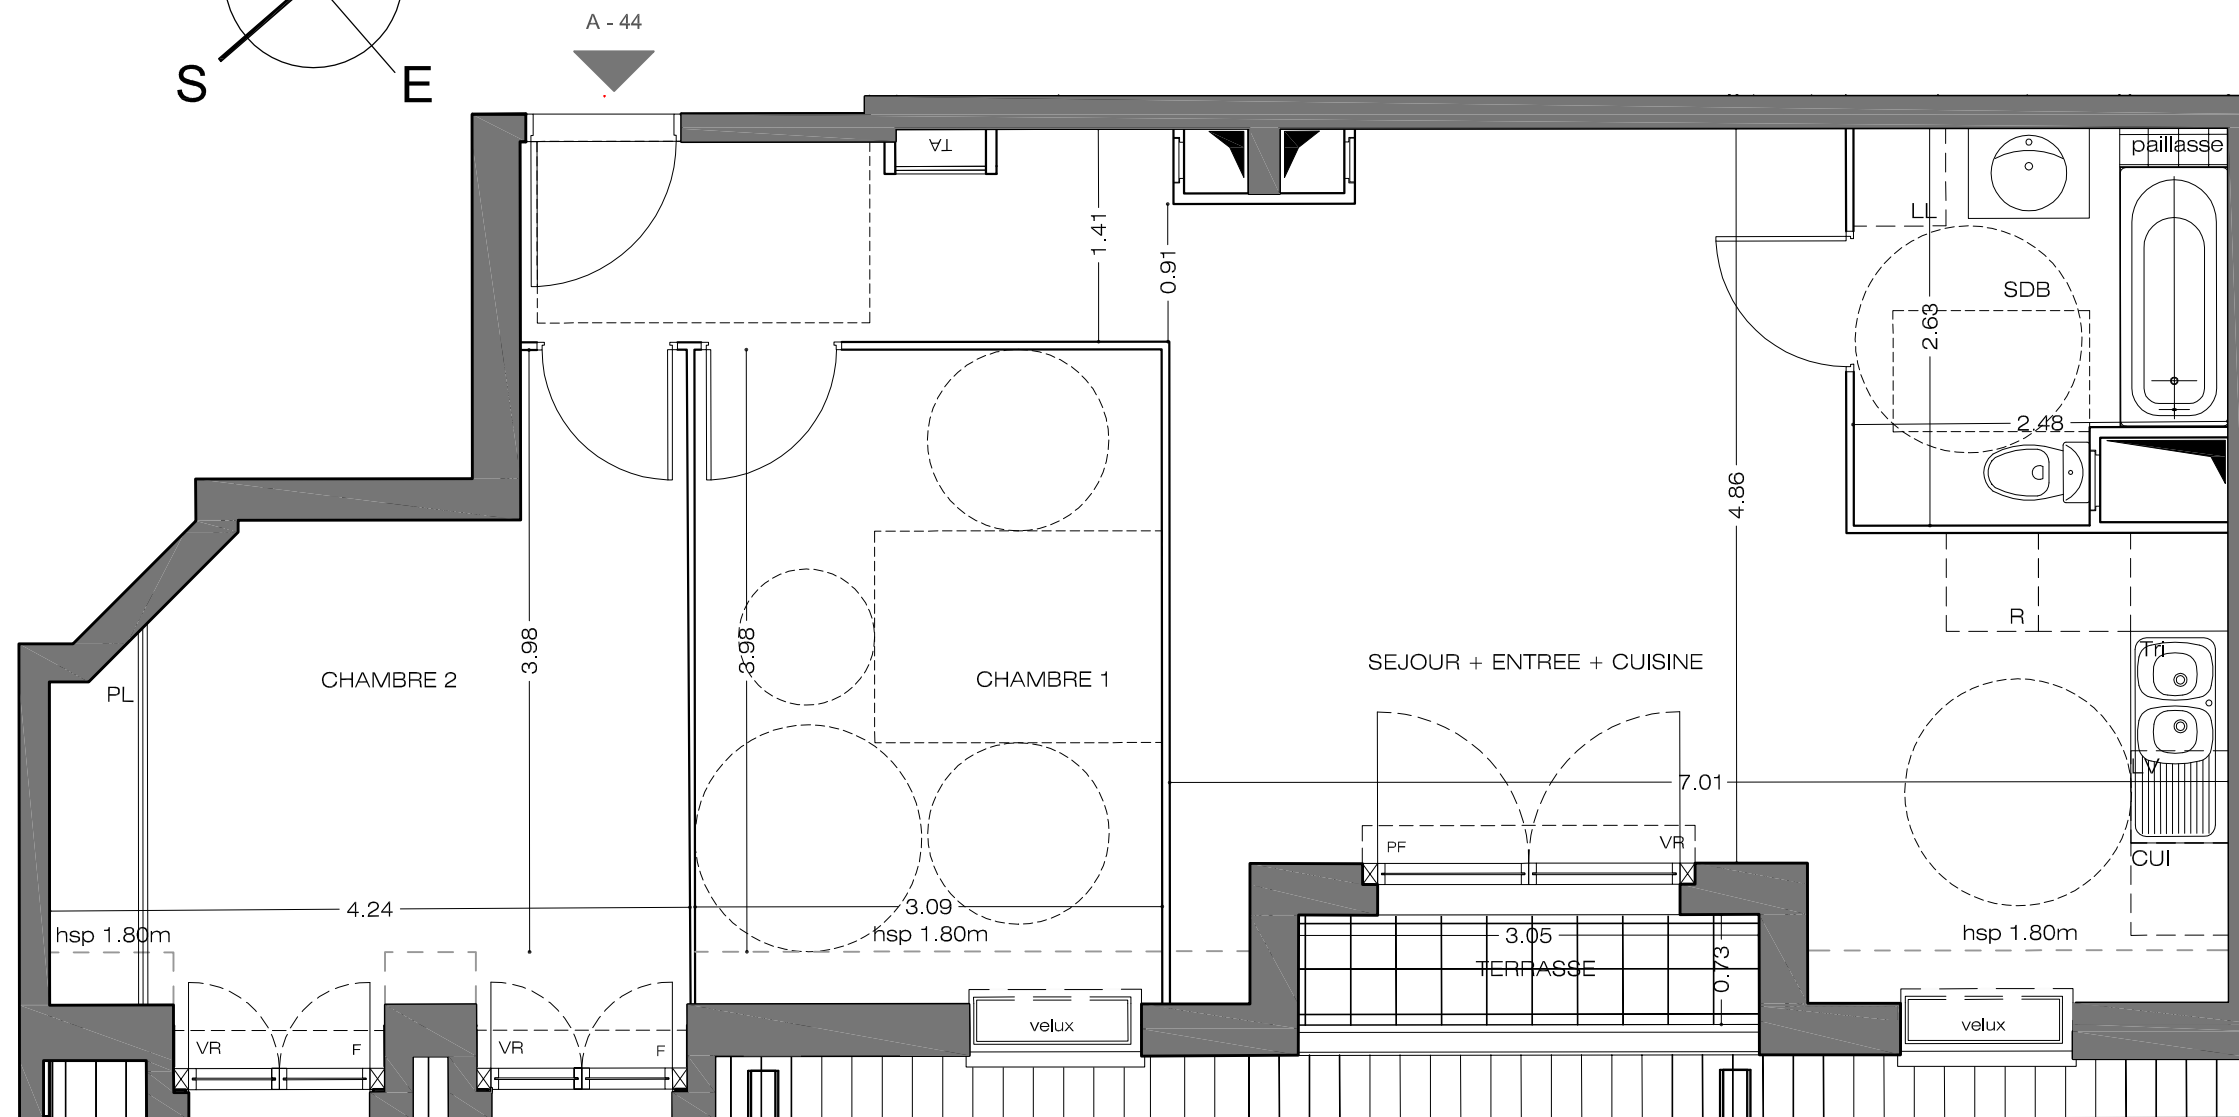 A - 44
S
E
TA
paillasse
LL
1.41
0.91
SDB
2.63
2.48
4.86
R
Tri
3.98
3.98
SEJOUR + ENTREE + CUISINE
CHAMBRE 2
CHAMBRE 1
PL
LV
7.01
PF
VR
CUI
4.24
3.09
hsp 1.80m
hsp 1.80m
hsp 1.80m
3.05
TERRASSE
0.73
velux
velux
VR
F
VR
F